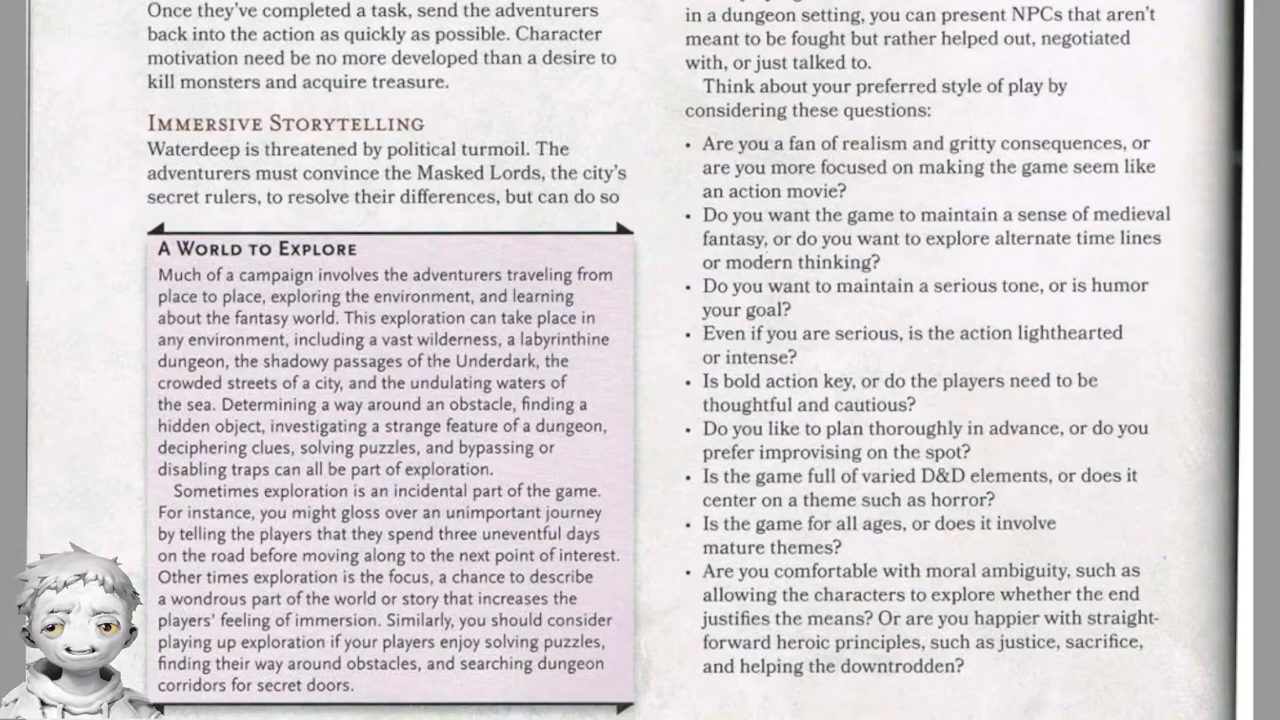 Once they've completed a task, send the adventurers
back into the action as quickly as possible. Character
motivation need be no more developed than a desire to
kill monsters and acquire treasure.
IMMERSIVE STORYTELLING
Waterdeep is threatened by political turmoil. The
adventurers must convince the Masked Lords, the city's
secret rulers, to resolve their differences, but can do so
A WORLD TO EXPLORE
Much of a campaign involves the adventurers traveling from
place to place, exploring the environment, and learning
about the fantasy world. This exploration can take place in
any environment, including a vast wilderness, a labyrinthine
dungeon, the shadowy passages of the Underdark, the
crowded streets of a city, and the undulating waters of
the sea. Determining a way around an obstacle, finding a
hidden object, investigating a strange feature of a dungeon,
deciphering clues, solving puzzles, and bypassing or
disabling traps can all be part of exploration.
Sometimes exploration is an incidental part of the game.
For instance, you might gloss over an unimportant journey
by telling the players that they spend three uneventful days
on the road before moving along to the next point of interest.
Other times exploration is the focus, a chance to describe
a wondrous part of the world or story that increases the
players' feeling of immersion. Similarly, you should consider
playing up exploration if your players enjoy solving puzzles,
finding their way around obstacles, and searching dungeon
corridors for secret doors.
in a dungeon setting, you can present NPCs that aren't
meant to be fought but rather helped out, negotiated
with, or just talked to.
Think about your preferred style of play by
considering these questions:
• Are you a fan of realism and gritty consequences, or
are you more focused on making the game seem like
an action movie?
• Do you want the game to maintain a sense of medieval
fantasy, or do you want to explore alternate time lines
or modern thinking?
• Do you want to maintain a serious tone, or is humor
your goal?
• Even if you are serious, is the action lighthearted
or intense?
• Is bold action key, or do the players need to be
thoughtful and cautious?
• Do you like to plan thoroughly in advance, or do you
prefer improvising on the spot?
• Is the game full of varied D&D elements, or does it
center on a theme such as horror?
• Is the game for all ages, or does it involve
mature themes?
• Are you comfortable with moral ambiguity, such as
allowing the characters to explore whether the end
justifies the means? Or are you happier with straight-
forward heroic principles, such as justice, sacrifice,
and helping the downtrodden?